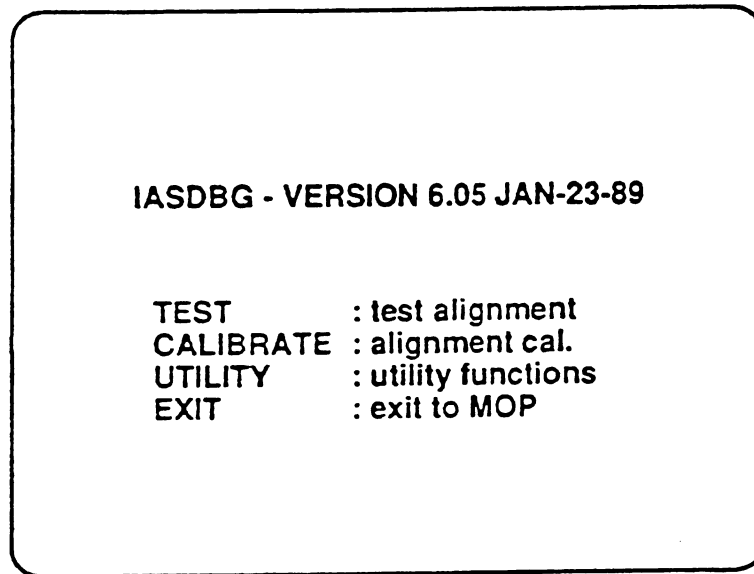 IASDBG - VERSION 6.05 JAN-23-89
TEST : test alignment
CALIBRATE : alignment cal.
UTILITY : utility functions
EXIT : exit to MOP